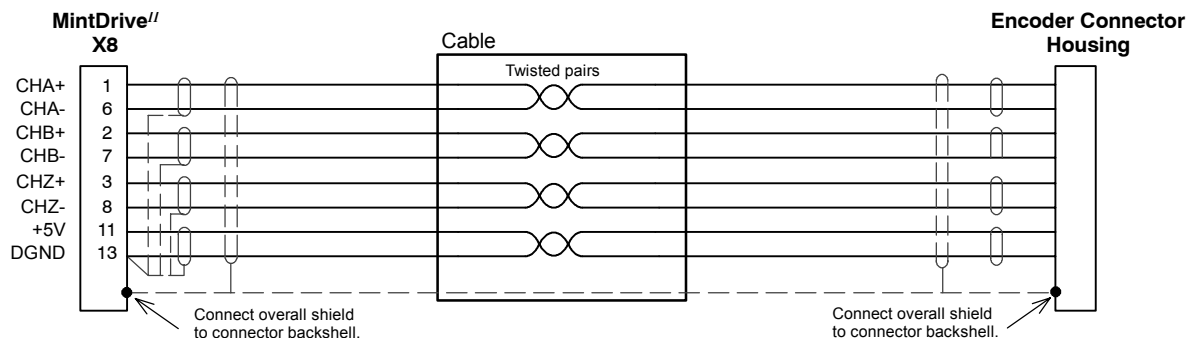 MintDrive II
X8
Encoder Connector
Housing
Cable
Twisted pairs
CHA+ 1
CHA- 6
CHB+ 2
CHB- 7
CHZ+ 3
CHZ- 8
+5V 11
DGND 13
Connect overall shield
to connector backshell.
Connect overall shield
to connector backshell.